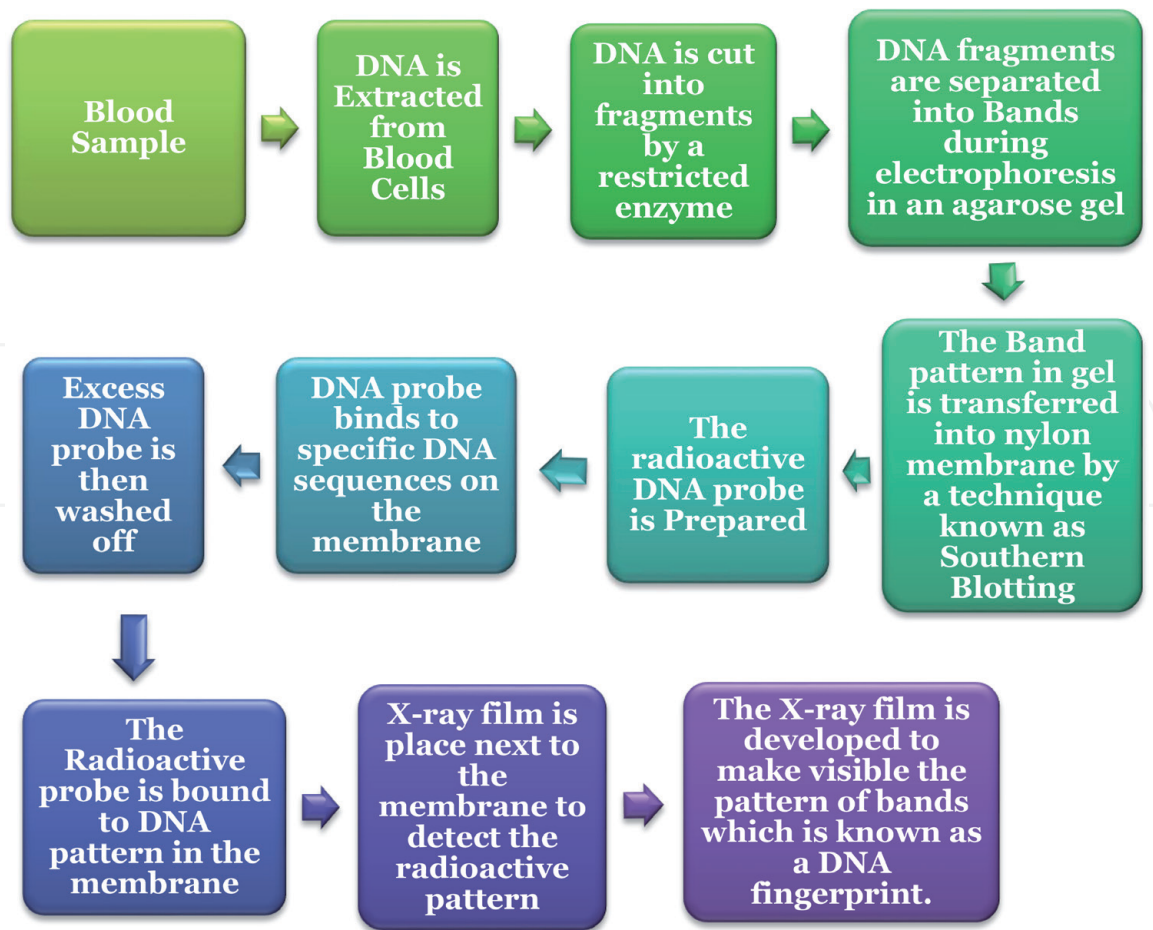 Blood
Sample
DNA is
Extracted
from
Blood
Cells
DNA is cut
into
fragments
by a
restricted
enzyme
DNA fragments
are separated
into Bands
during
electrophoresis
in an agarose gel
The Band
pattern in gel
is transferred
into nylon
membrane by
a technique
known as
Southern
Blotting
The
radioactive
DNA probe
is Prepared
DNA probe
binds to
specific DNA
sequences on
the
membrane
Excess
DNA
probe is
then
washed
off
The
Radioactive
probe is bound
to DNA
pattern in the
membrane
X-ray film is
place next to
the
membrane to
detect the
radioactive
pattern
The X-ray film is
developed to
make visible the
pattern of bands
which is known as
a DNA
fingerprint.